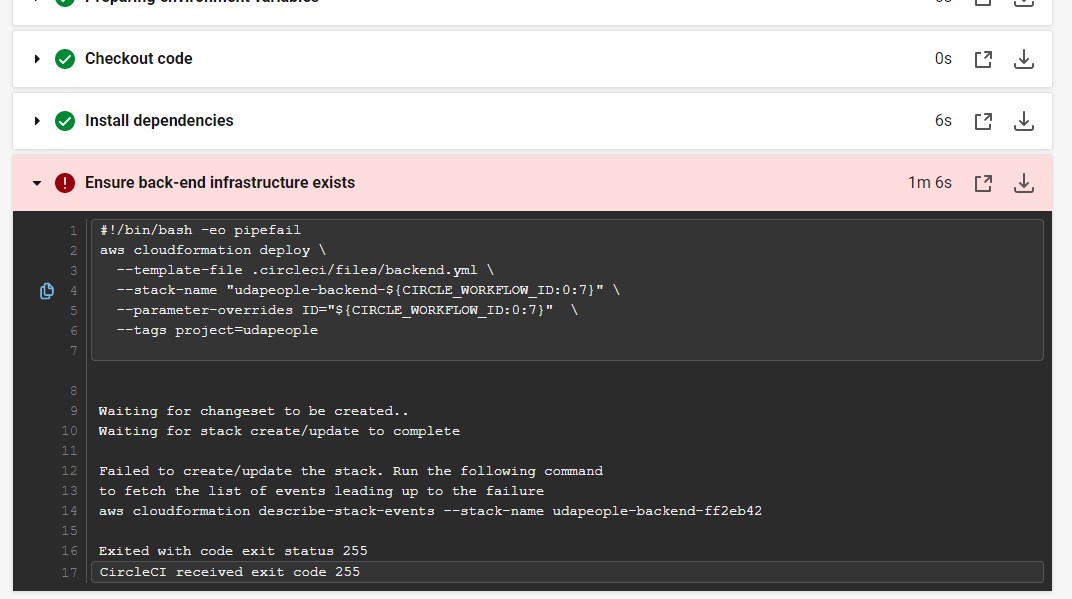 Preparing environment variables
Checkout code 0s
Install dependencies 6s
Ensure back-end infrastructure exists 1m 6s
1 #!/bin/bash -eo pipefail
2 aws cloudformation deploy \
3 --template-file .circleci/files/backend.yml \
4 --stack-name "udapeople-backend-${CIRCLE_WORKFLOW_ID:0:7}" \
5 --parameter-overrides ID="${CIRCLE_WORKFLOW_ID:0:7}"  \
6 --tags project=udapeople
7
8
9 Waiting for changeset to be created..
10 Waiting for stack create/update to complete
11
12 Failed to create/update the stack. Run the following command
13 to fetch the list of events leading up to the failure
14 aws cloudformation describe-stack-events --stack-name udapeople-backend-ff2eb42
15
16 Exited with code exit status 255
17 CircleCI received exit code 255